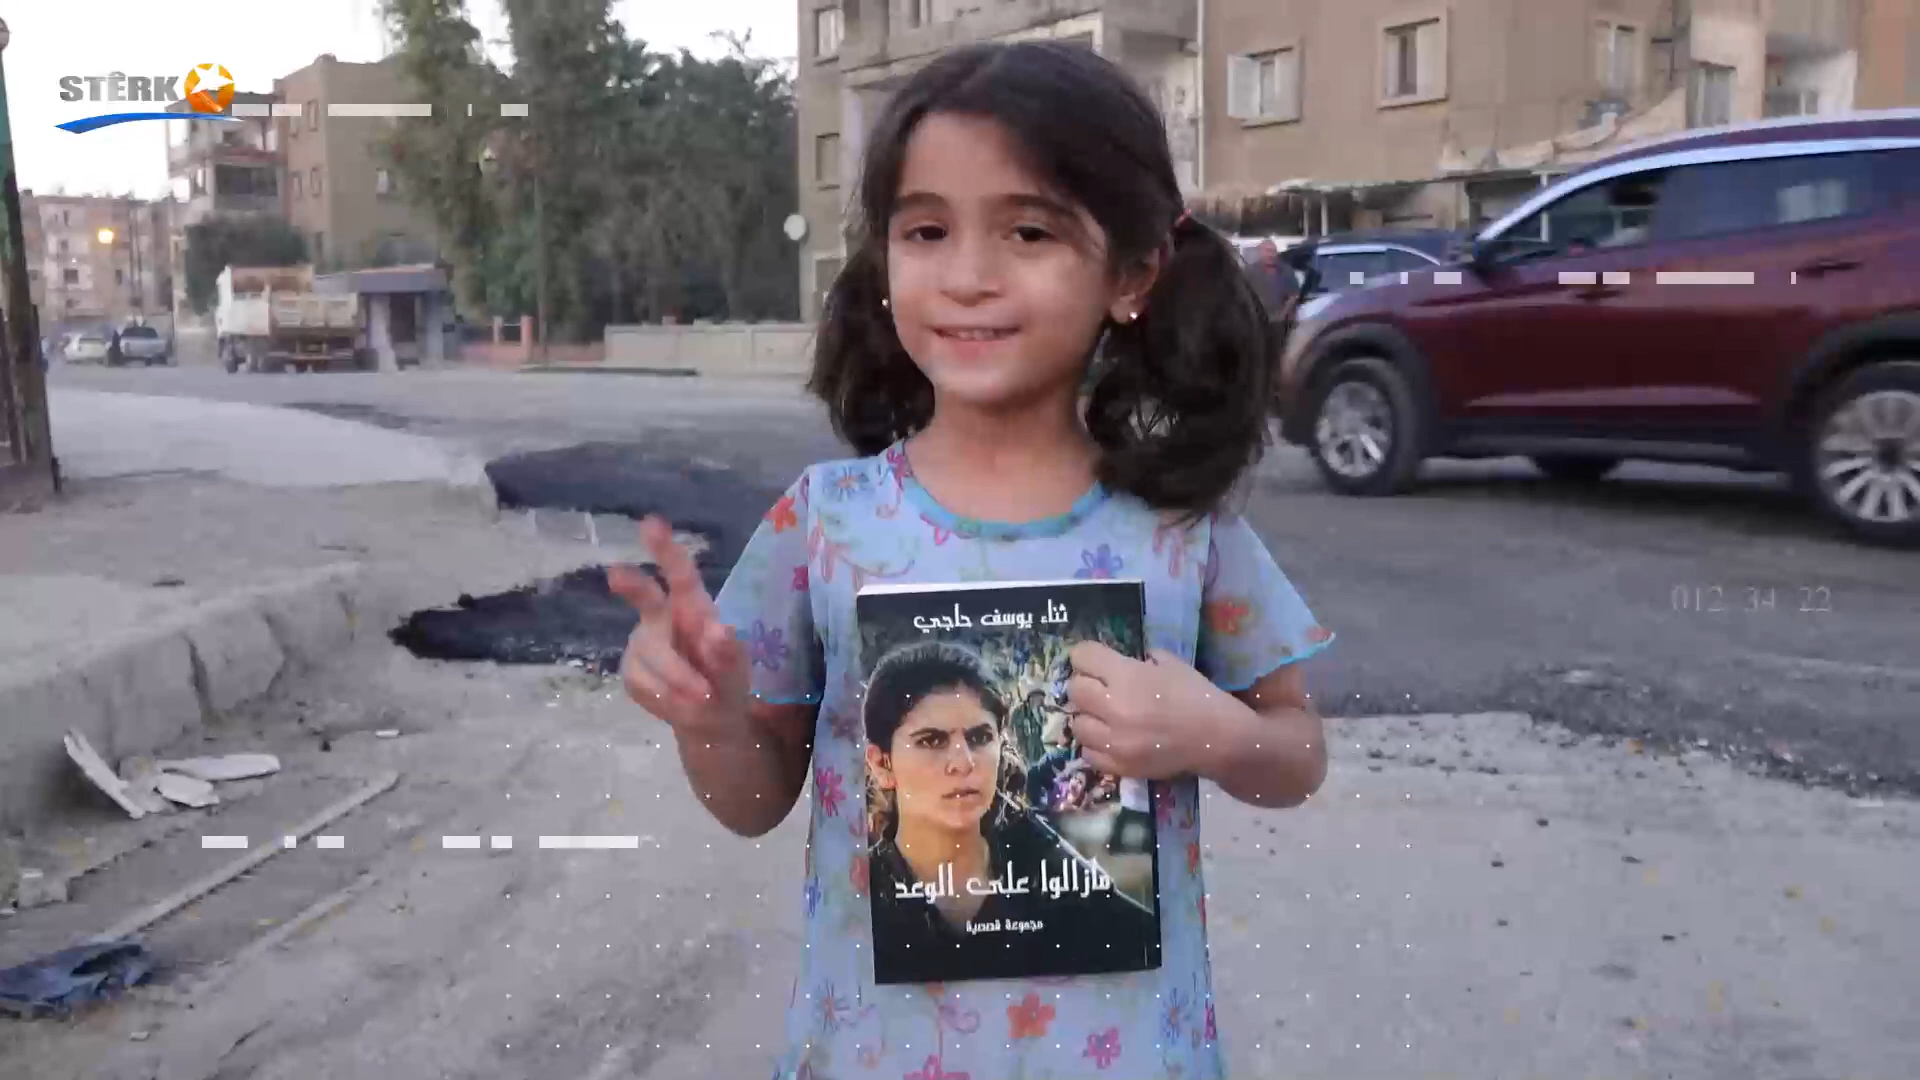 STÊRK
012 34 22
ثناء يوسف حاجي
مازالوا على الوعد
مجموعة قصصية